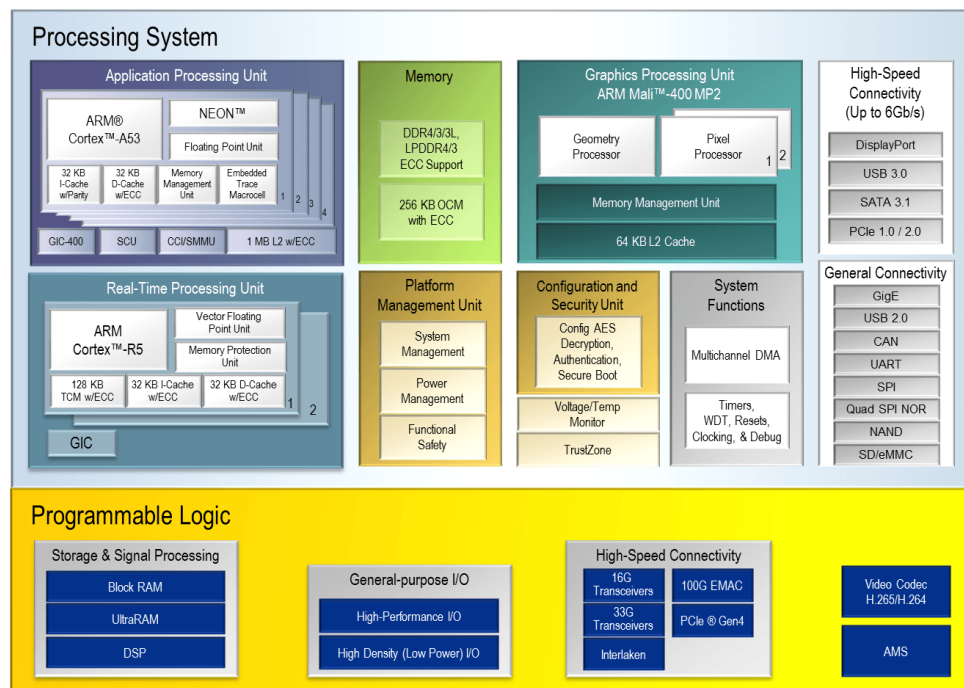 Processing System
Application Processing Unit
ARM®
Cortex™-A53
NEON™
Floating Point Unit
32 KB
I-Cache
w/Parity
32 KB
D-Cache
w/ECC
Memory
Management
Unit
Embedded
Trace
Macrocell
1
2
3
4
GIC-400
SCU
CCI/SMMU
1 MB L2 w/ECC
Memory
DDR4/3/3L,
LPDDR4/3
ECC Support
256 KB OCM
with ECC
Graphics Processing Unit
ARM Mali™-400 MP2
Geometry
Processor
Pixel
Processor
1
2
Memory Management Unit
64 KB L2 Cache
High-Speed
Connectivity
(Up to 6Gb/s)
DisplayPort
USB 3.0
SATA 3.1
PCIe 1.0 / 2.0
Real-Time Processing Unit
ARM
Cortex™-R5
Vector Floating
Point Unit
Memory Protection
Unit
128 KB
TCM w/ECC
32 KB I-Cache
w/ECC
32 KB D-Cache
w/ECC
1
2
GIC
Platform
Management Unit
System
Management
Power
Management
Functional
Safety
Configuration and
Security Unit
Config AES
Decryption,
Authentication,
Secure Boot
Voltage/Temp
Monitor
TrustZone
System
Functions
Multichannel DMA
Timers,
WDT, Resets,
Clocking, & Debug
General Connectivity
GigE
USB 2.0
CAN
UART
SPI
Quad SPI NOR
NAND
SD/eMMC
Programmable Logic
Storage & Signal Processing
Block RAM
UltraRAM
DSP
General-purpose I/O
High-Performance I/O
High Density (Low Power) I/O
High-Speed Connectivity
16G
Transceivers
33G
Transceivers
Interlaken
100G EMAC
PCIe ® Gen4
Video Codec
H.265/H.264
AMS